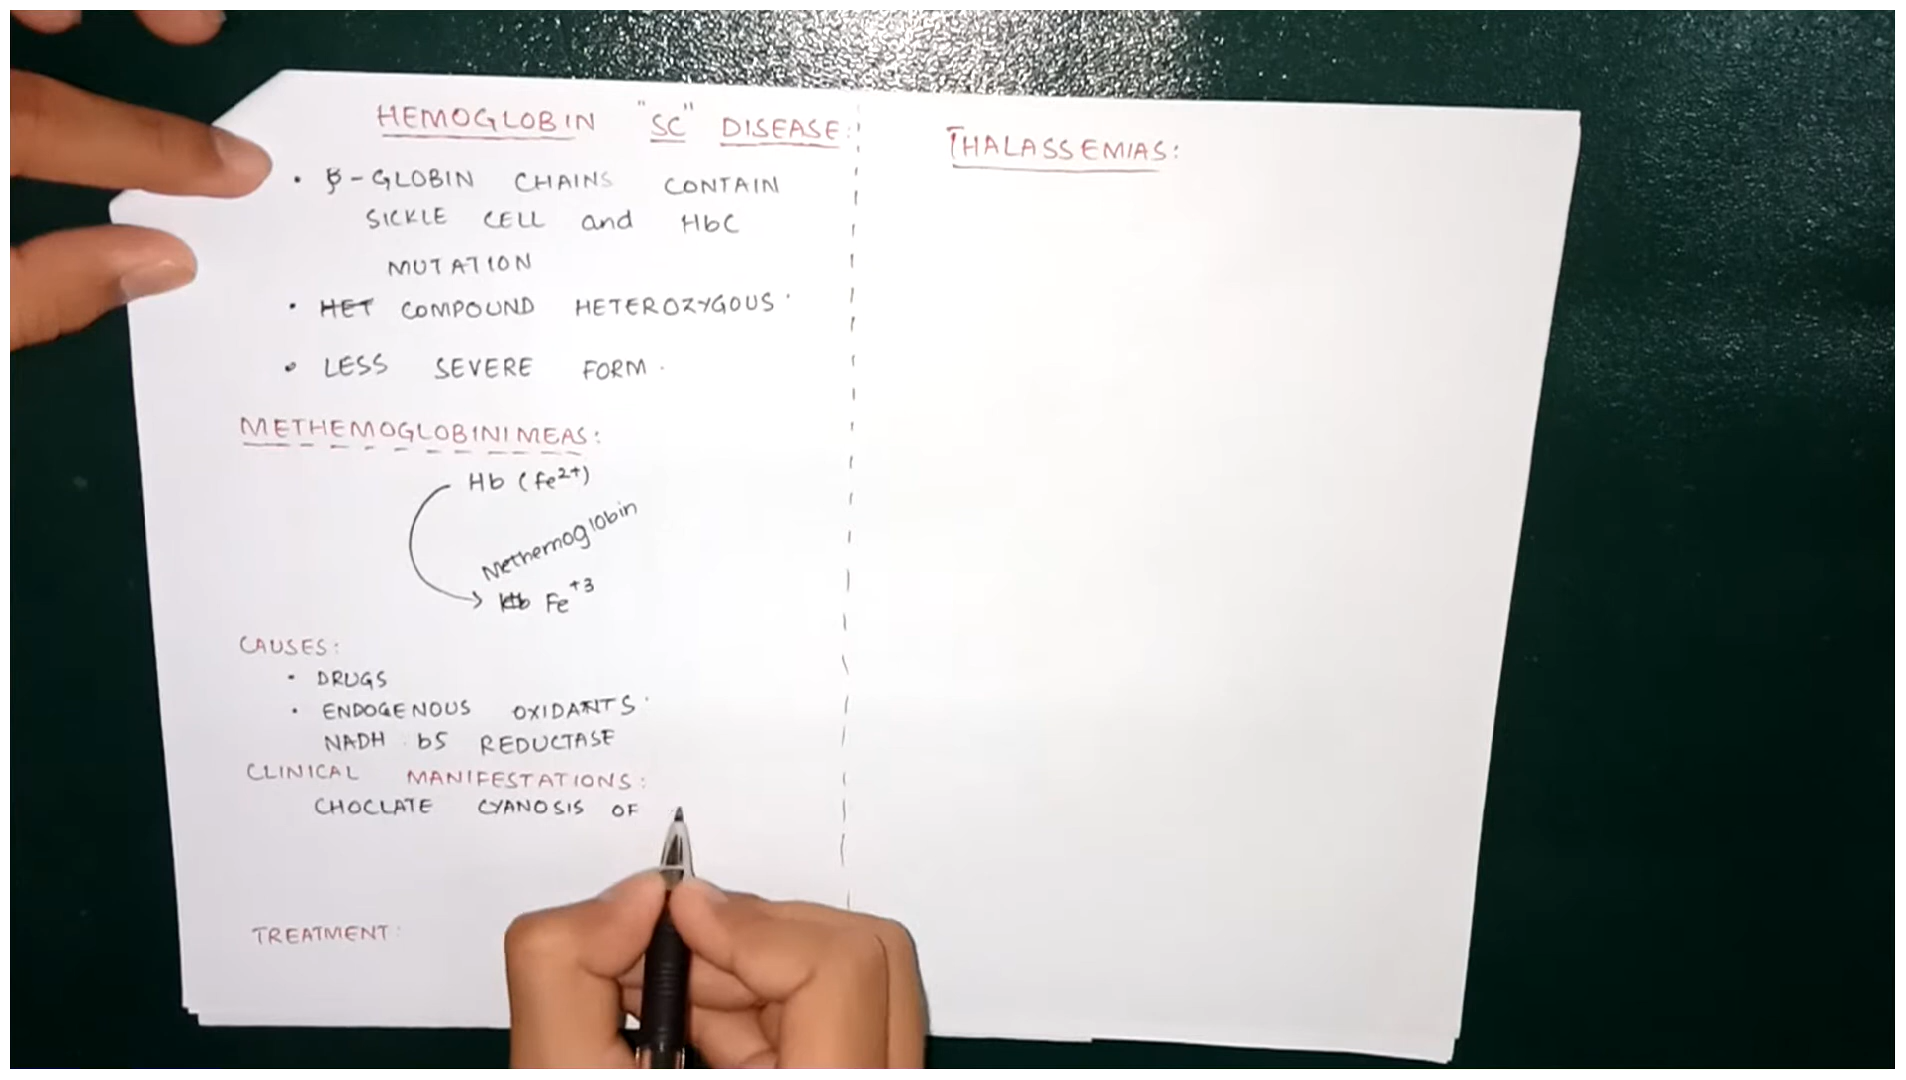 HEMOGLOBIN "SC" DISEASE:
• β-GLOBIN CHAINS CONTAIN
SICKLE CELL and HbC
MUTATION
• HET COMPOUND HETEROZYGOUS.
• LESS SEVERE FORM.
METHEMOGLOBINIMEAS:
Hb (fe2+)
Methemoglobin
Hb Fe+3
CAUSES:
• DRUGS
• ENDOGENOUS OXIDANTS.
NADH b5 REDUCTASE
CLINICAL MANIFESTATIONS:
CHOCLATE CYANOSIS OF
TREATMENT:
THALASSEMIAS: